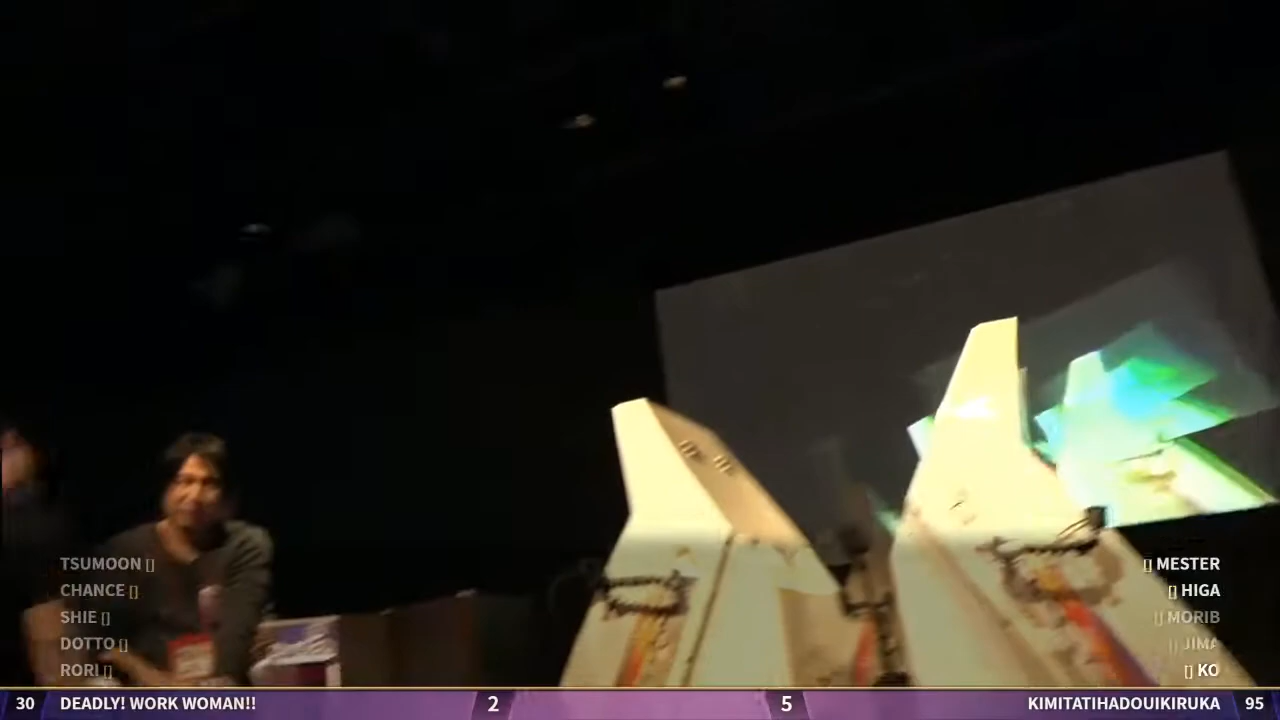 TSUMOON []
CHANCE []
SHIE []
DOTTO []
RORI []
[] MESTER
[] HIGA
[] MORIB
[] JIMA
[] KO
30 DEADLY! WORK WOMAN!! 2 5 KIMITATIHADOUIKIRUKA 95